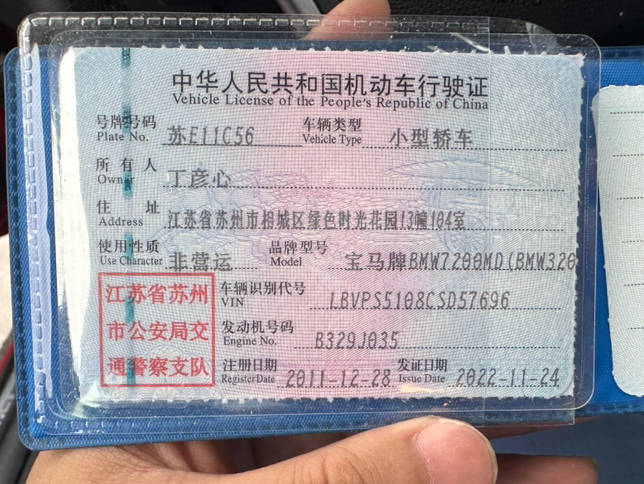 中华人民共和国机动车行驶证
Vehicle License of the People's Republic of China
号牌号码 Plate No. 苏E11C56 车辆类型 Vehicle Type 小型轿车
所有人 Owner 丁彦心
住址 Address 江苏省苏州市相城区绿色时光花园13幢104室
使用性质 Use Character 非营运 品牌型号 Model 宝马牌BMW7200MD(BMW320
江苏省苏州
市公安局交
通警察支队
车辆识别代号 VIN LBVPS5108CSD57696
发动机号码 Engine No. B329J035
注册日期 Register Date 2011-12-28 发证日期 Issue Date 2022-11-24